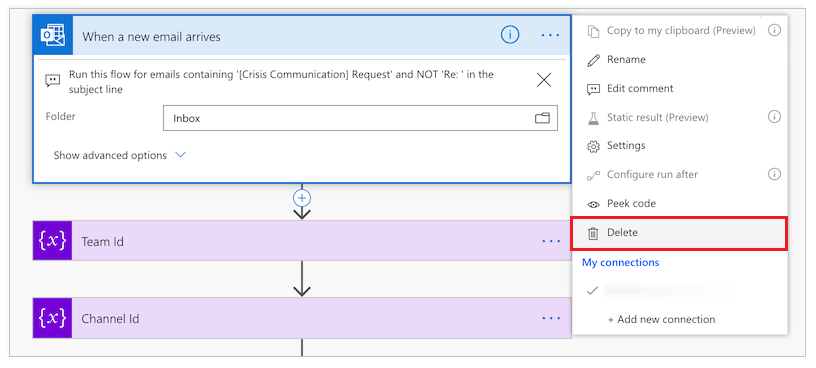 When a new email arrives
Run this flow for emails containing '[Crisis Communication] Request' and NOT 'Re: ' in the
subject line
Folder
Inbox
Show advanced options
{x} Team Id
{x} Channel Id
Copy to my clipboard (Preview)
Rename
Edit comment
Static result (Preview)
Settings
Configure run after
Peek code
Delete
My connections
+ Add new connection